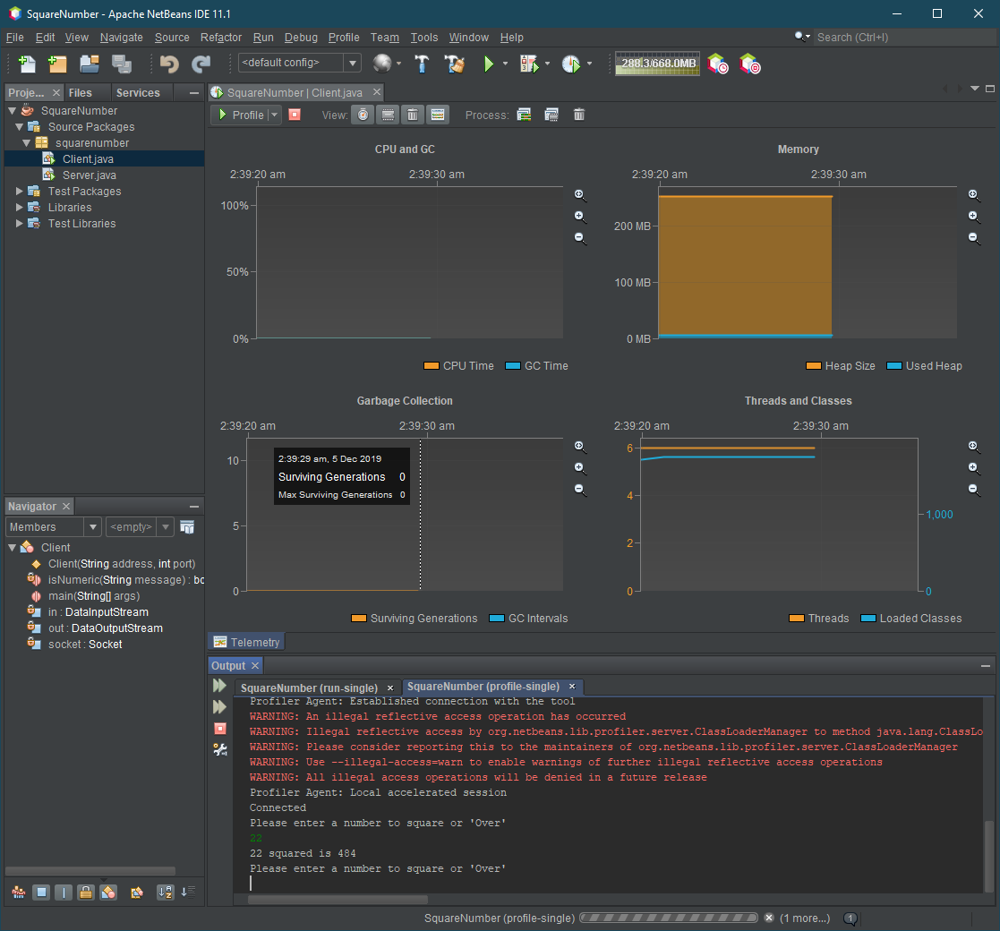 SquareNumber - Apache NetBeans IDE 11.1
File Edit View Navigate Source Refactor Run Debug Profile Team Tools Window Help
Search (Ctrl+I)
<default config>
288.3/668.0MB
Proje... Files Services
SquareNumber
Source Packages
squarenumber
Client.java
Server.java
Test Packages
Libraries
Test Libraries
SquareNumber | Client.java
Profile View: Process:
CPU and GC
2:39:20 am 2:39:30 am
100%
50%
0%
CPU Time GC Time
Memory
2:39:20 am 2:39:30 am
200 MB
100 MB
0 MB
Heap Size Used Heap
Garbage Collection
2:39:20 am 2:39:30 am
10
5
0
2:39:29 am, 5 Dec 2019
Surviving Generations 0
Max Surviving Generations 0
Surviving Generations GC Intervals
Threads and Classes
2:39:20 am 2:39:30 am
6
4
2
0
1,000
0
Threads Loaded Classes
Telemetry
Navigator
Members <empty>
Client
Client(String address, int port)
isNumeric(String message) : bo
main(String[] args)
in : DataInputStream
out : DataOutputStream
socket : Socket
Output
SquareNumber (run-single) SquareNumber (profile-single)
Profiler Agent: Established connection with the tool
WARNING: An illegal reflective access operation has occurred
WARNING: Illegal reflective access by org.netbeans.lib.profiler.server.ClassLoaderManager to method java.lang.ClassLo
WARNING: Please consider reporting this to the maintainers of org.netbeans.lib.profiler.server.ClassLoaderManager
WARNING: Use --illegal-access=warn to enable warnings of further illegal reflective access operations
WARNING: All illegal access operations will be denied in a future release
Profiler Agent: Local accelerated session
Connected
Please enter a number to square or 'Over'
22
22 squared is 484
Please enter a number to square or 'Over'
SquareNumber (profile-single) (1 more...) 1